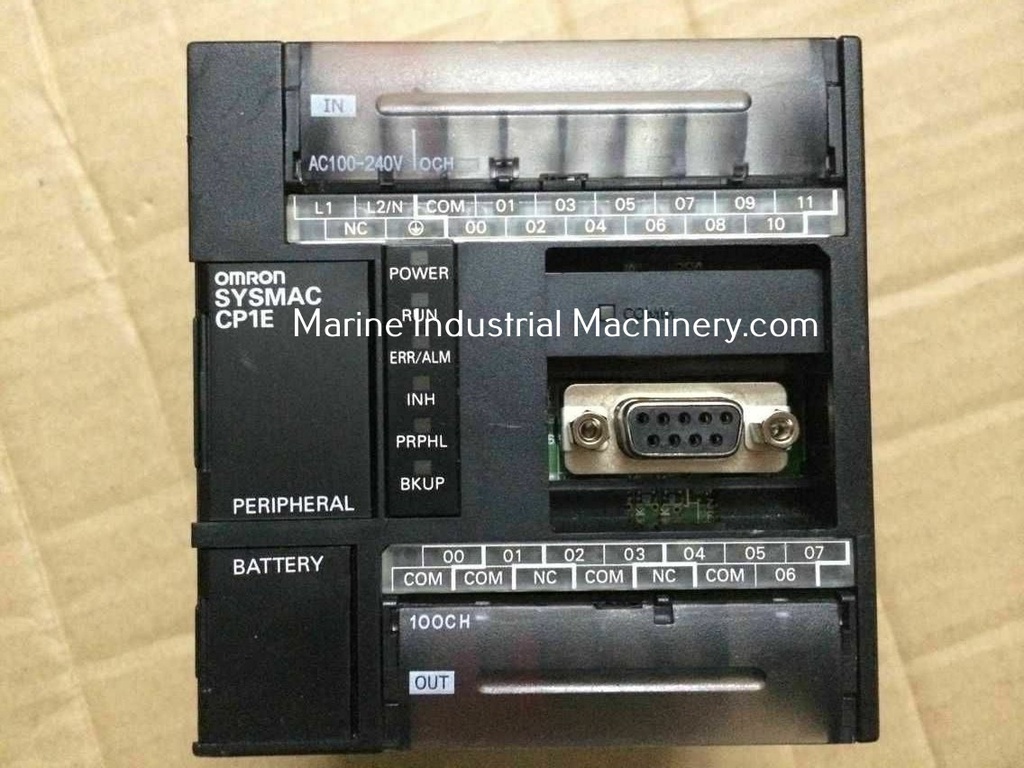 IN
AC100-240V 0CH
L1 L2/N COM 01 03 05 07 09 11
NC 00 02 04 06 08 10
OMRON
SYSMAC
CP1E
POWER
RUN
ERR/ALM
INH
PRPHL
BKUP
COMM
Marine Industrial Machinery.com
PERIPHERAL
BATTERY
00 01 02 03 04 05 07
COM COM NC COM NC COM 06
100CH
OUT